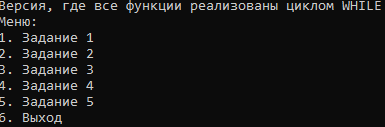 Версия, где все функции реализованы циклом WHILE
Меню:
1. Задание 1
2. Задание 2
3. Задание 3
4. Задание 4
5. Задание 5
6. Выход